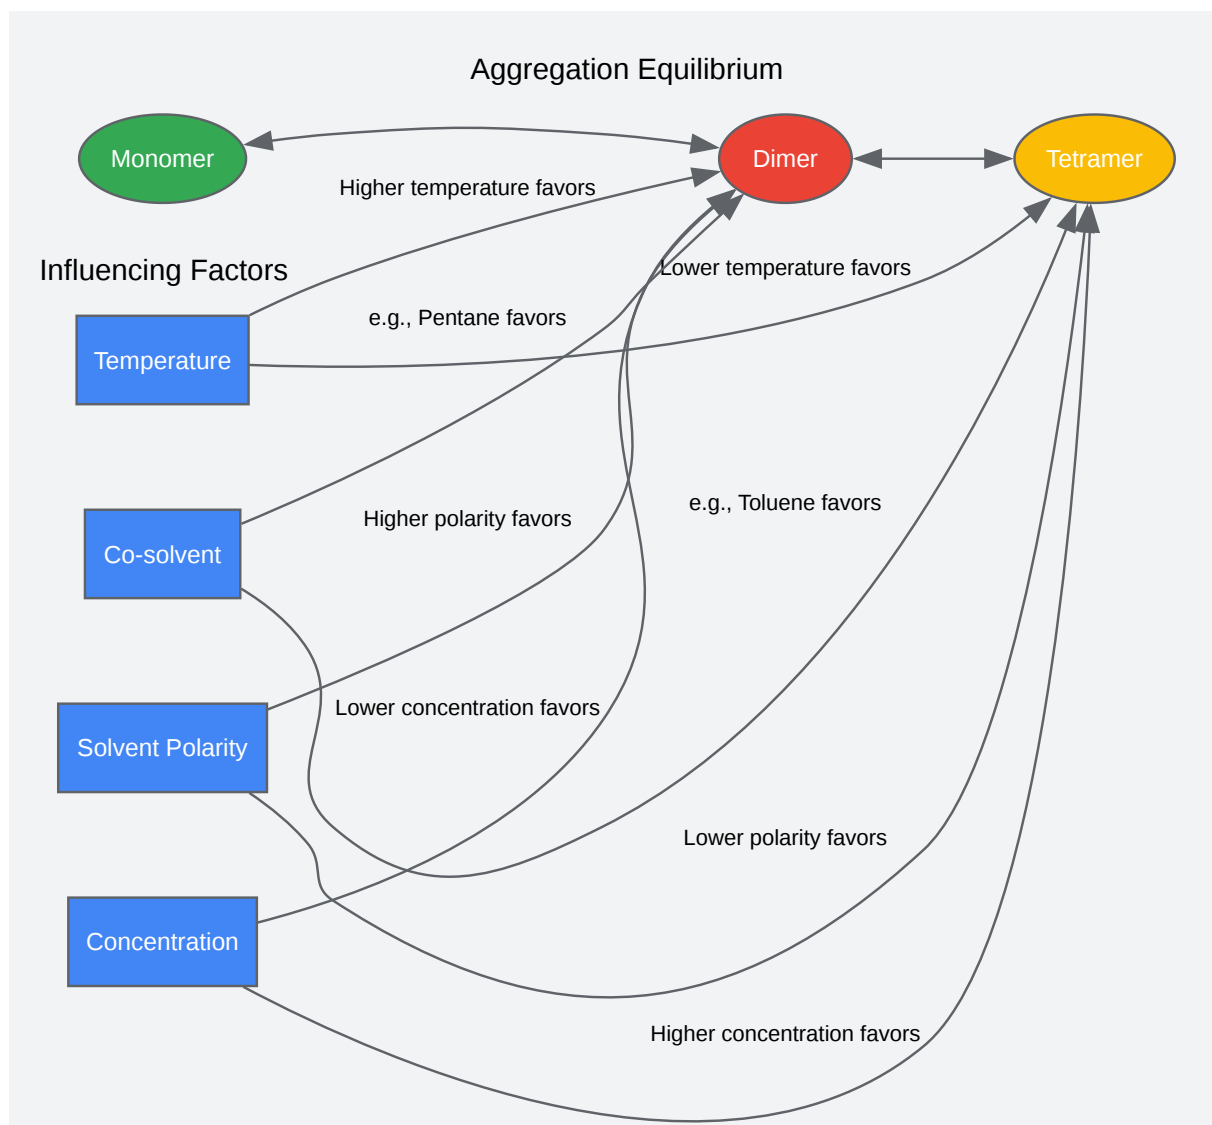 Aggregation Equilibrium
Monomer
Dimer
Tetramer
Higher temperature favors
Influencing Factors
Lower temperature favors
e.g., Pentane favors
Temperature
e.g., Toluene favors
Higher polarity favors
Co-solvent
Lower concentration favors
Solvent Polarity
Lower polarity favors
Concentration
Higher concentration favors